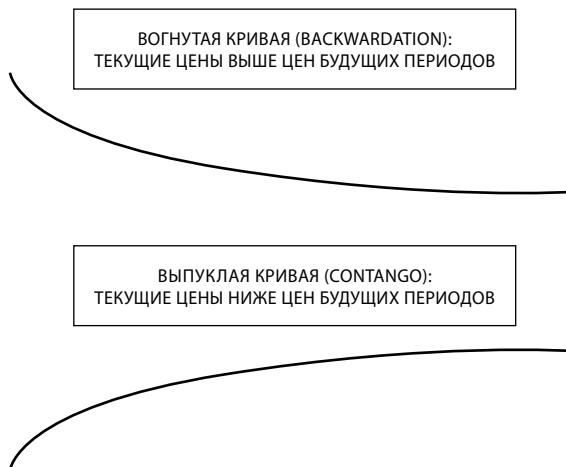 ВОГНУТАЯ КРИВАЯ (BACKWARDATION):
ТЕКУЩИЕ ЦЕНЫ ВЫШЕ ЦЕН БУДУЩИХ ПЕРИОДОВ
ВЫПУКЛАЯ КРИВАЯ (CONTANGO):
ТЕКУЩИЕ ЦЕНЫ НИЖЕ ЦЕН БУДУЩИХ ПЕРИОДОВ